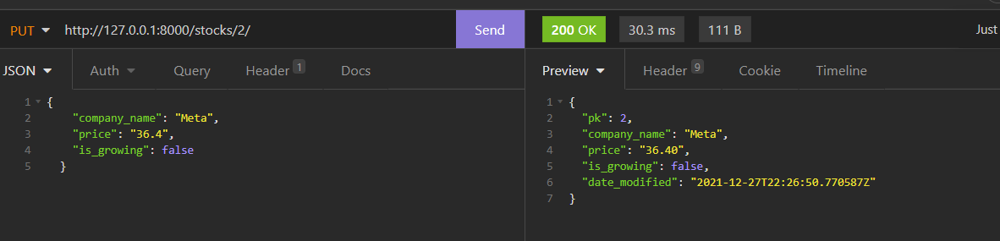 PUT http://127.0.0.1:8000/stocks/2/ Send 200 OK 30.3 ms 111 B Just
JSON Auth Query Header 1 Docs Preview Header 9 Cookie Timeline
1 {
2 "company_name": "Meta",
3 "price": "36.4",
4 "is_growing": false
5 }
1 {
2 "pk": 2,
3 "company_name": "Meta",
4 "price": "36.40",
5 "is_growing": false,
6 "date_modified": "2021-12-27T22:26:50.770587Z"
7 }